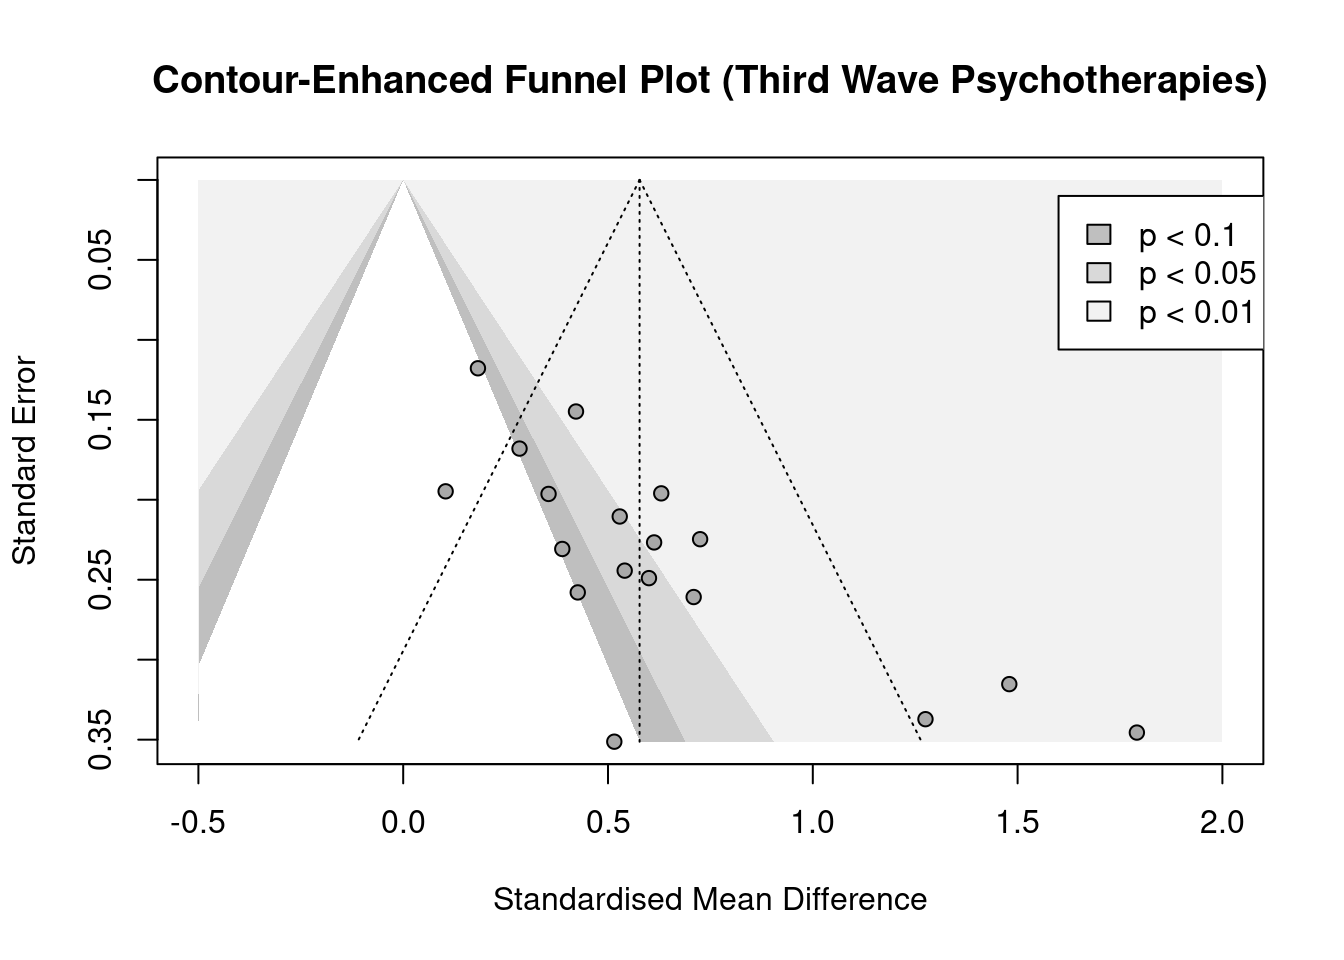 Contour-Enhanced Funnel Plot (Third Wave Psychotherapies)
p < 0.1
p < 0.05
p < 0.01
Standard Error
0.05
0.15
0.25
0.35
-0.5 0.0 0.5 1.0 1.5 2.0
Standardised Mean Difference